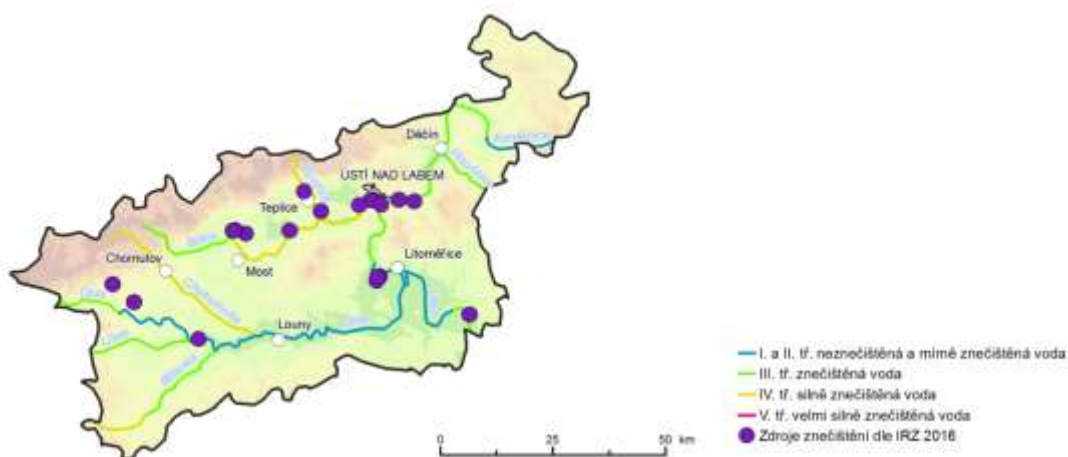 Děčín
ÚSTÍ NAD LABEM
Teplice
Litoměřice
Chomutov
Most
Louny
I. a II. tř. neznečištěná a mírně znečištěná voda
III. tř. znečištěná voda
IV. tř. silně znečištěná voda
V. tř. velmi silně znečištěná voda
Zdroje znečištění dle IRZ 2016
0 25 50 km